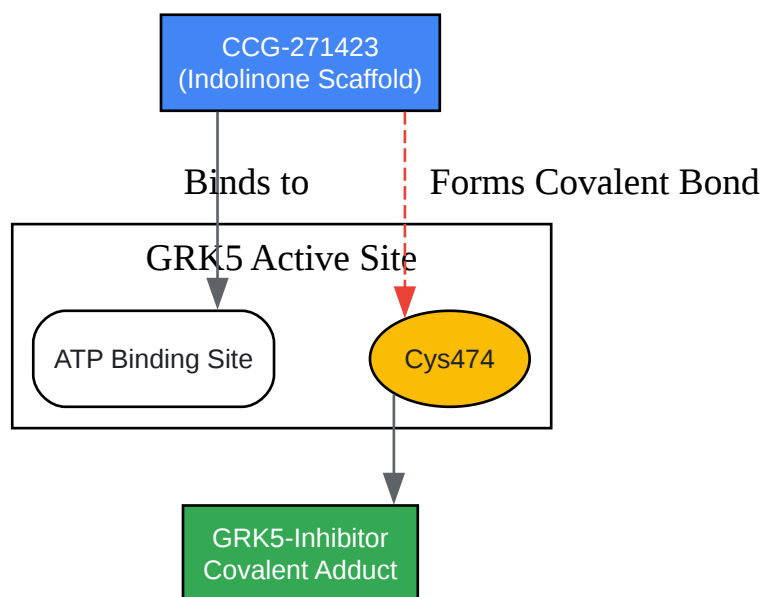 CCG-271423
(Indolinone Scaffold)
Binds to
Forms Covalent Bond
GRK5 Active Site
ATP Binding Site
Cys474
GRK5-Inhibitor
Covalent Adduct